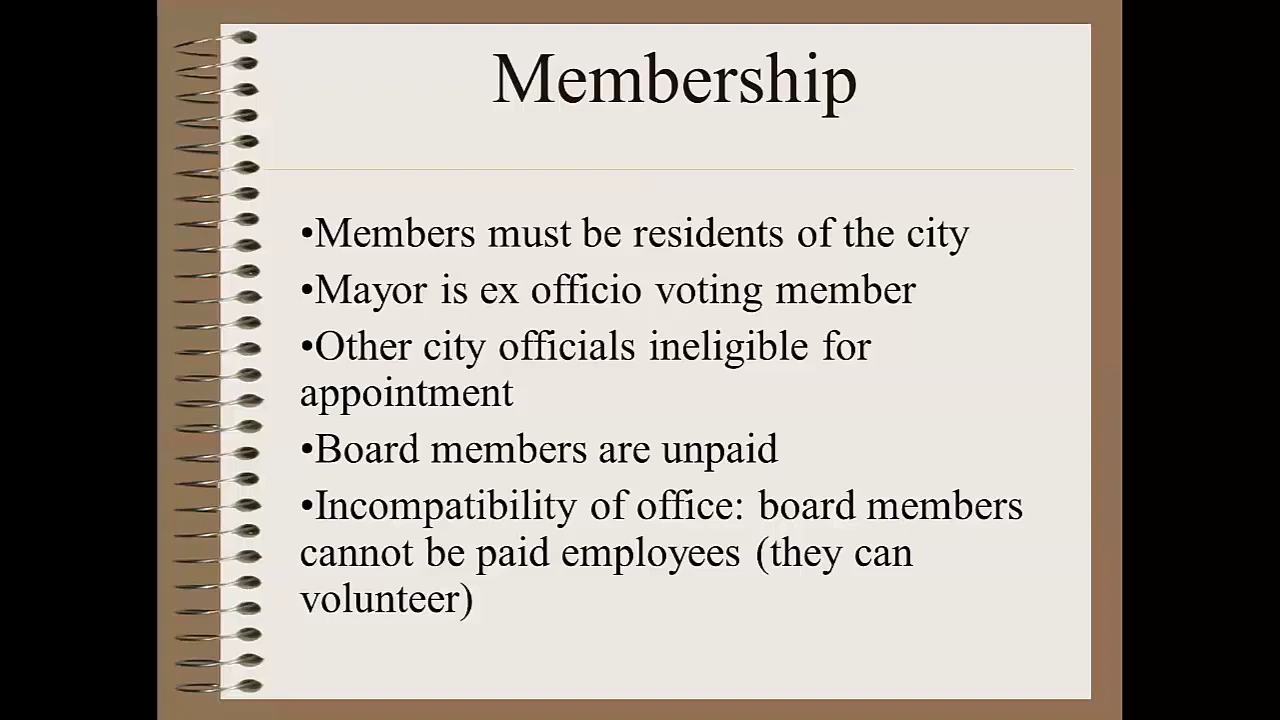 Membership
•Members must be residents of the city
•Mayor is ex officio voting member
•Other city officials ineligible for
appointment
•Board members are unpaid
•Incompatibility of office: board members
cannot be paid employees (they can
volunteer)